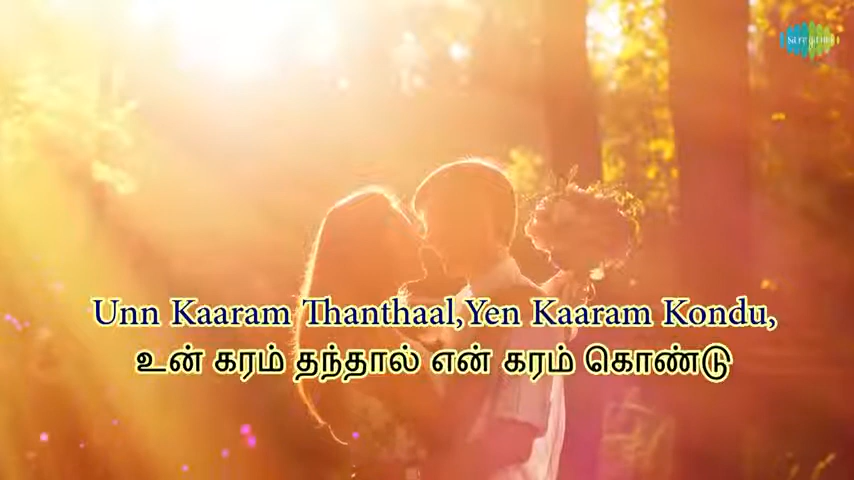 Unn Kaaram Thanthaal,Yen Kaaram Kondu,
உன் கரம் தந்தால் என் கரம் கொண்டு